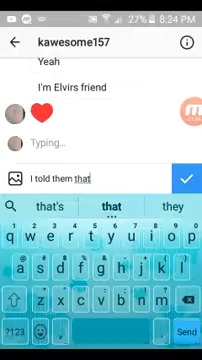 27% 8:24 PM
kawesome157
Yeah
I'm Elvirs friend
Typing...
I told them that
that's that they
q w e r t y u i o p
a s d f g h j k l
z x c v b n m
?123 Send